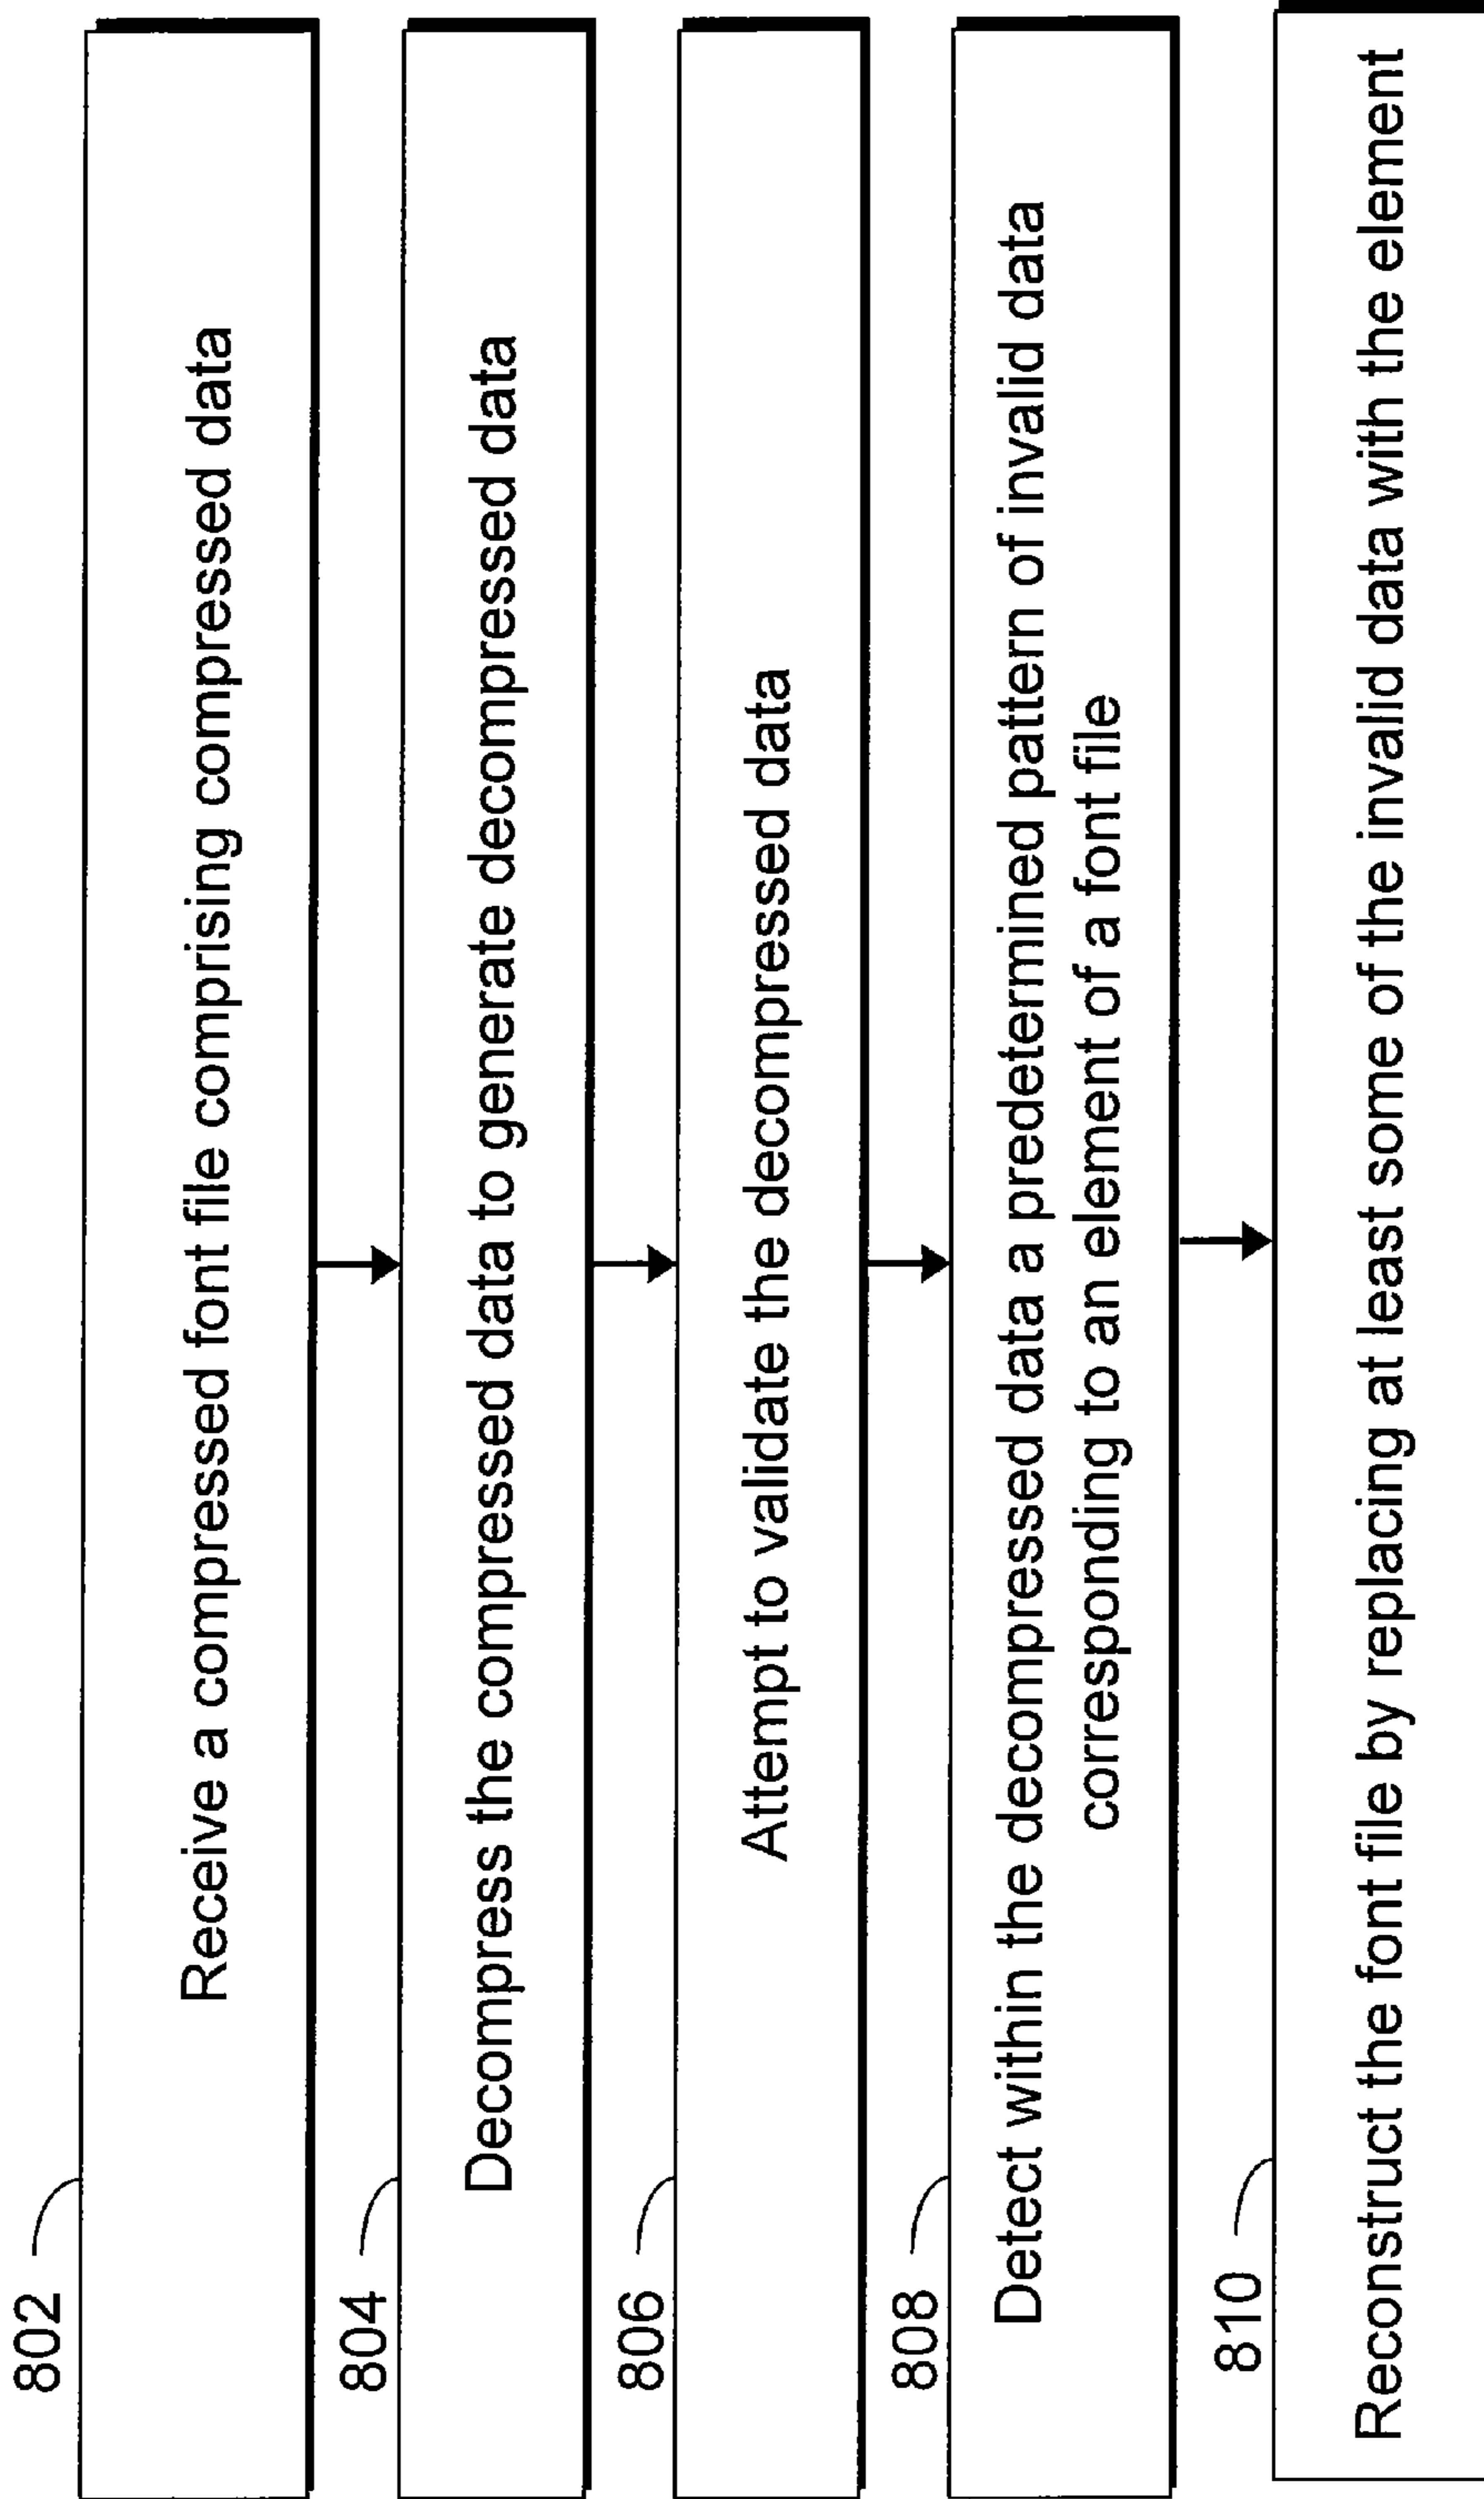 802
Receive a compressed font file comprising compressed data
804
Decompress the compressed data to generate decompressed data
806
Attempt to validate the decompressed data
808
Detect within the decompressed data a predetermined pattern of invalid data
corresponding to an element of a font file
810
Reconstruct the font file by replacing at least some of the invalid data with the element